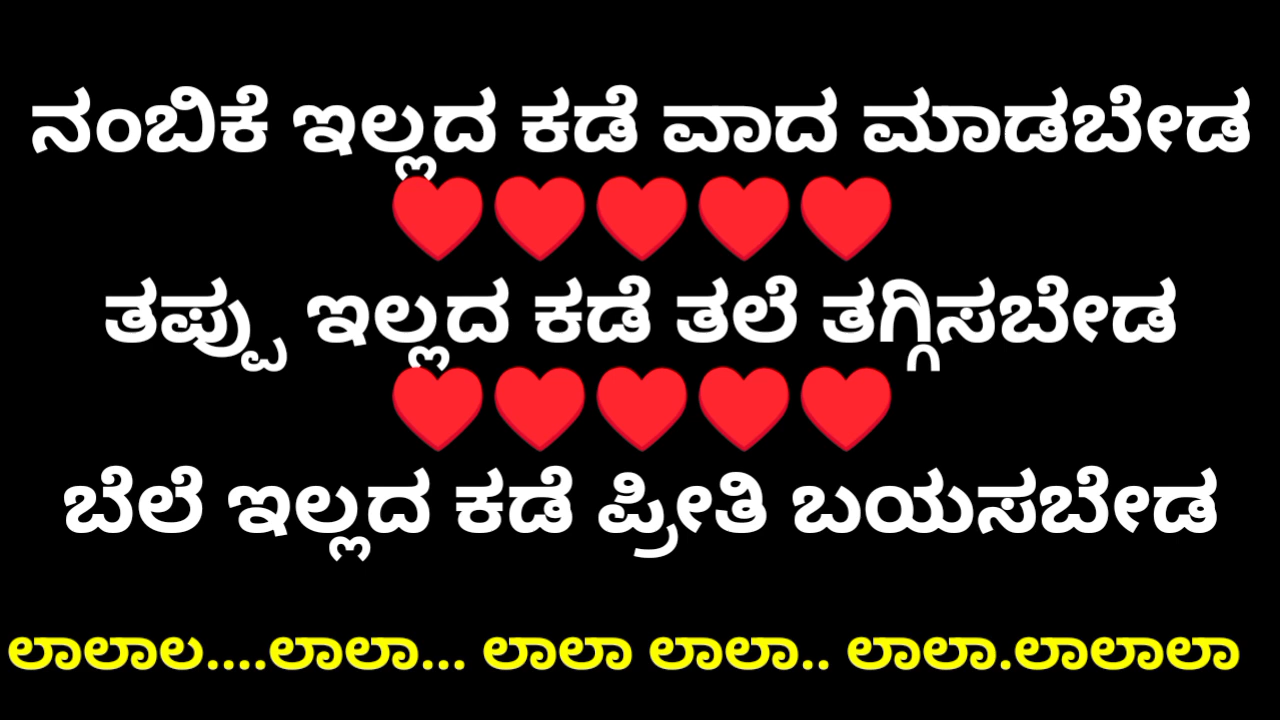 ನಂಬಿಕೆ ಇಲ್ಲದ ಕಡೆ ವಾದ ಮಾಡಬೇಡ
♥♥♥♥♥
ತಪ್ಪು ಇಲ್ಲದ ಕಡೆ ತಲೆ ತಗ್ಗಿಸಬೇಡ
♥♥♥♥♥
ಬೆಲೆ ಇಲ್ಲದ ಕಡೆ ಪ್ರೀತಿ ಬಯಸಬೇಡ
ಲಾಲಾಲ....ಲಾಲಾ... ಲಾಲಾ ಲಾಲಾ.. ಲಾಲಾ.ಲಾಲಾಲಾ